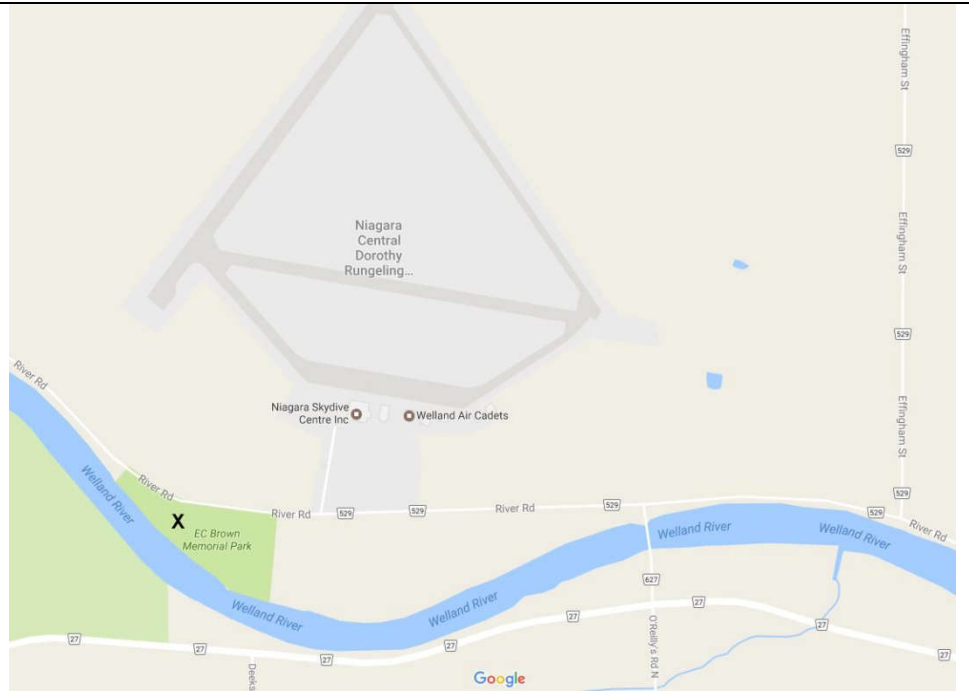 Effingham St
529
Effingham St
Niagara
Central
Dorothy
Rungeling...
529
River Rd
Niagara Skydive
Centre Inc
Welland Air Cadets
Effingham St
Welland River
River Rd
X
EC Brown
Memorial Park
River Rd
529
529
River Rd
529
529
River Rd
Welland River
Welland River
Welland River
Welland River
627
O'Reilly's Rd N
27
27
27
27
27
27
27
27
Deeks
Google